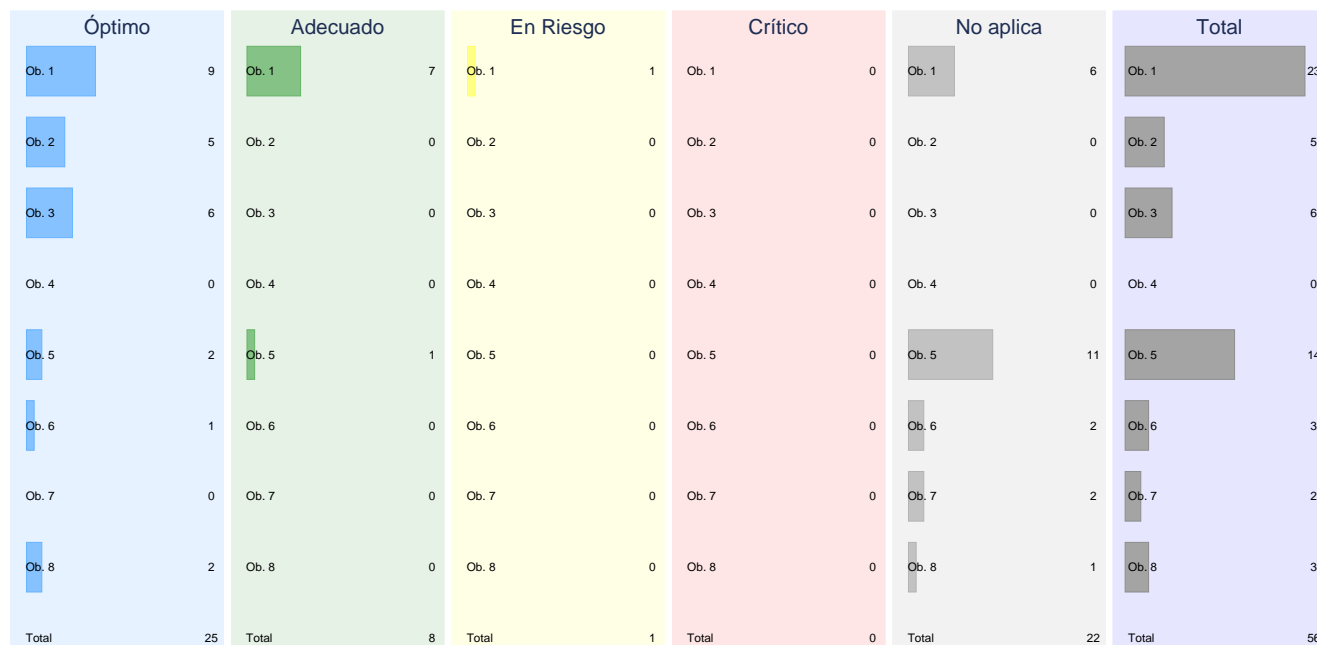 Óptimo Adecuado En Riesgo Crítico No aplica Total
Ob. 1 9 Ob. 1 7 Ob. 1 1 Ob. 1 0 Ob. 1 6 Ob. 1 23
Ob. 2 5 Ob. 2 0 Ob. 2 0 Ob. 2 0 Ob. 2 0 Ob. 2 5
Ob. 3 6 Ob. 3 0 Ob. 3 0 Ob. 3 0 Ob. 3 0 Ob. 3 6
Ob. 4 0 Ob. 4 0 Ob. 4 0 Ob. 4 0 Ob. 4 0 Ob. 4 0
Ob. 5 2 Ob. 5 1 Ob. 5 0 Ob. 5 0 Ob. 5 11 Ob. 5 14
Ob. 6 1 Ob. 6 0 Ob. 6 0 Ob. 6 0 Ob. 6 2 Ob. 6 3
Ob. 7 0 Ob. 7 0 Ob. 7 0 Ob. 7 0 Ob. 7 2 Ob. 7 2
Ob. 8 2 Ob. 8 0 Ob. 8 0 Ob. 8 0 Ob. 8 1 Ob. 8 3
Total 25 Total 8 Total 1 Total 0 Total 22 Total 56